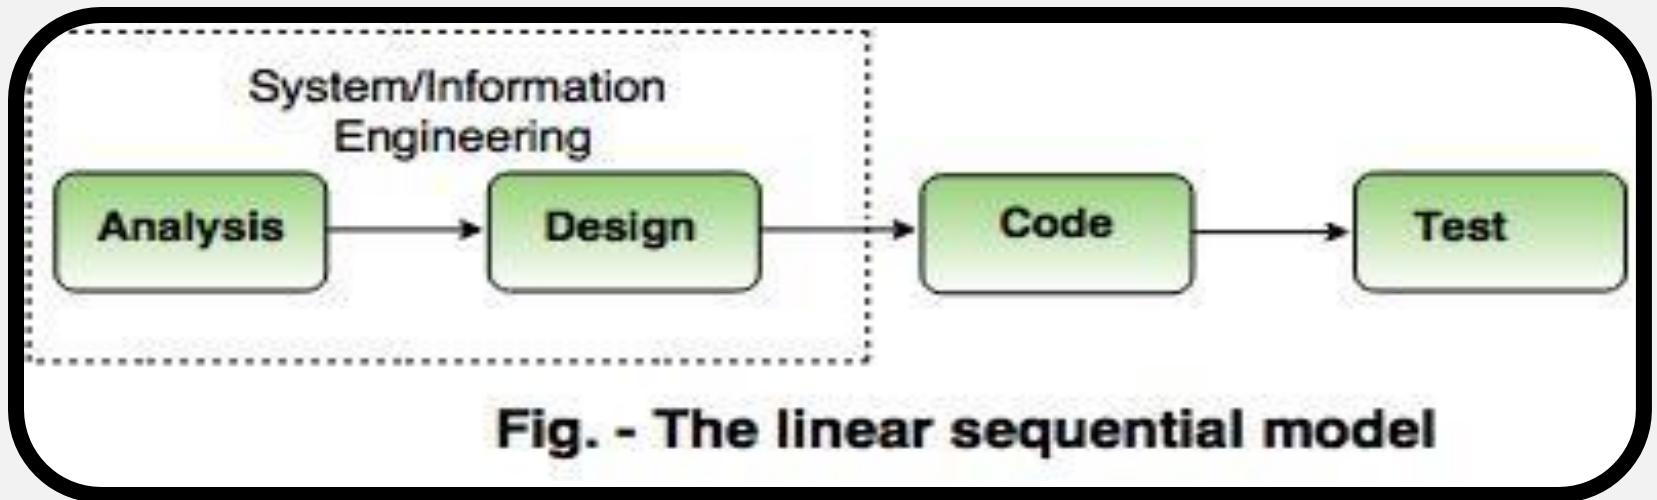 System/Information
Engineering
Analysis
Design
Code
Test
Fig. - The linear sequential model